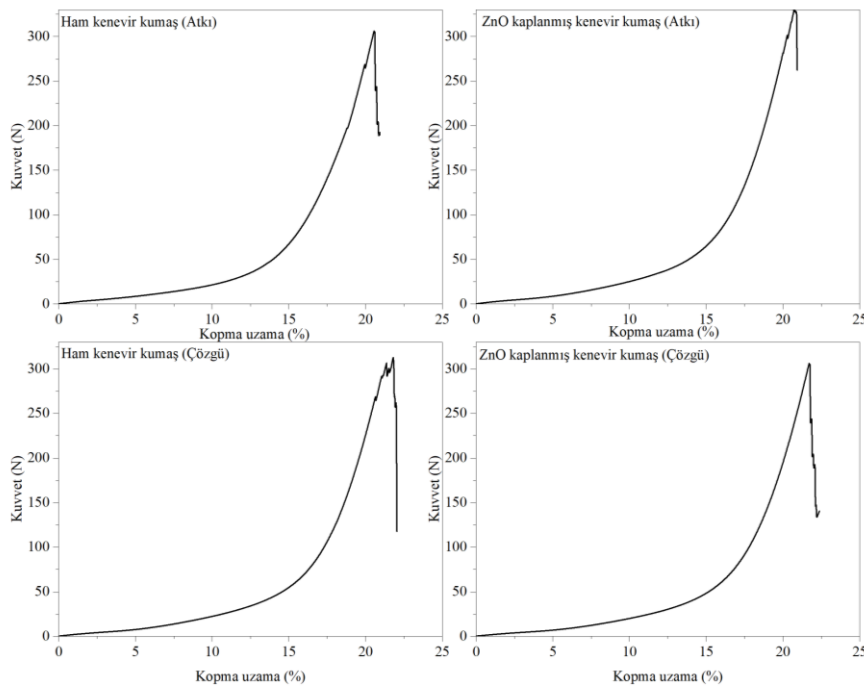 Ham kenevir kumaş (Atkı)
300
250
200
150
100
50
0
Kuvvet (N)
0 5 10 15 20 25
Kopma uzama (%)
ZnO kaplanmış kenevir kumaş (Atkı)
300
250
200
150
100
50
0
Kuvvet (N)
0 5 10 15 20 25
Kopma uzama (%)
Ham kenevir kumaş (Çözgü)
300
250
200
150
100
50
0
Kuvvet (N)
0 5 10 15 20 25
Kopma uzama (%)
ZnO kaplanmış kenevir kumaş (Çözgü)
300
250
200
150
100
50
0
Kuvvet (N)
0 5 10 15 20 25
Kopma uzama (%)